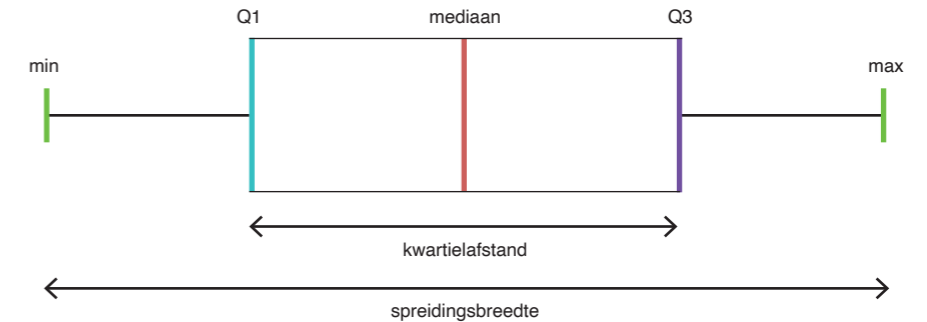 Q1 mediaan Q3
min max
kwartielafstand
spreidingsbreedte